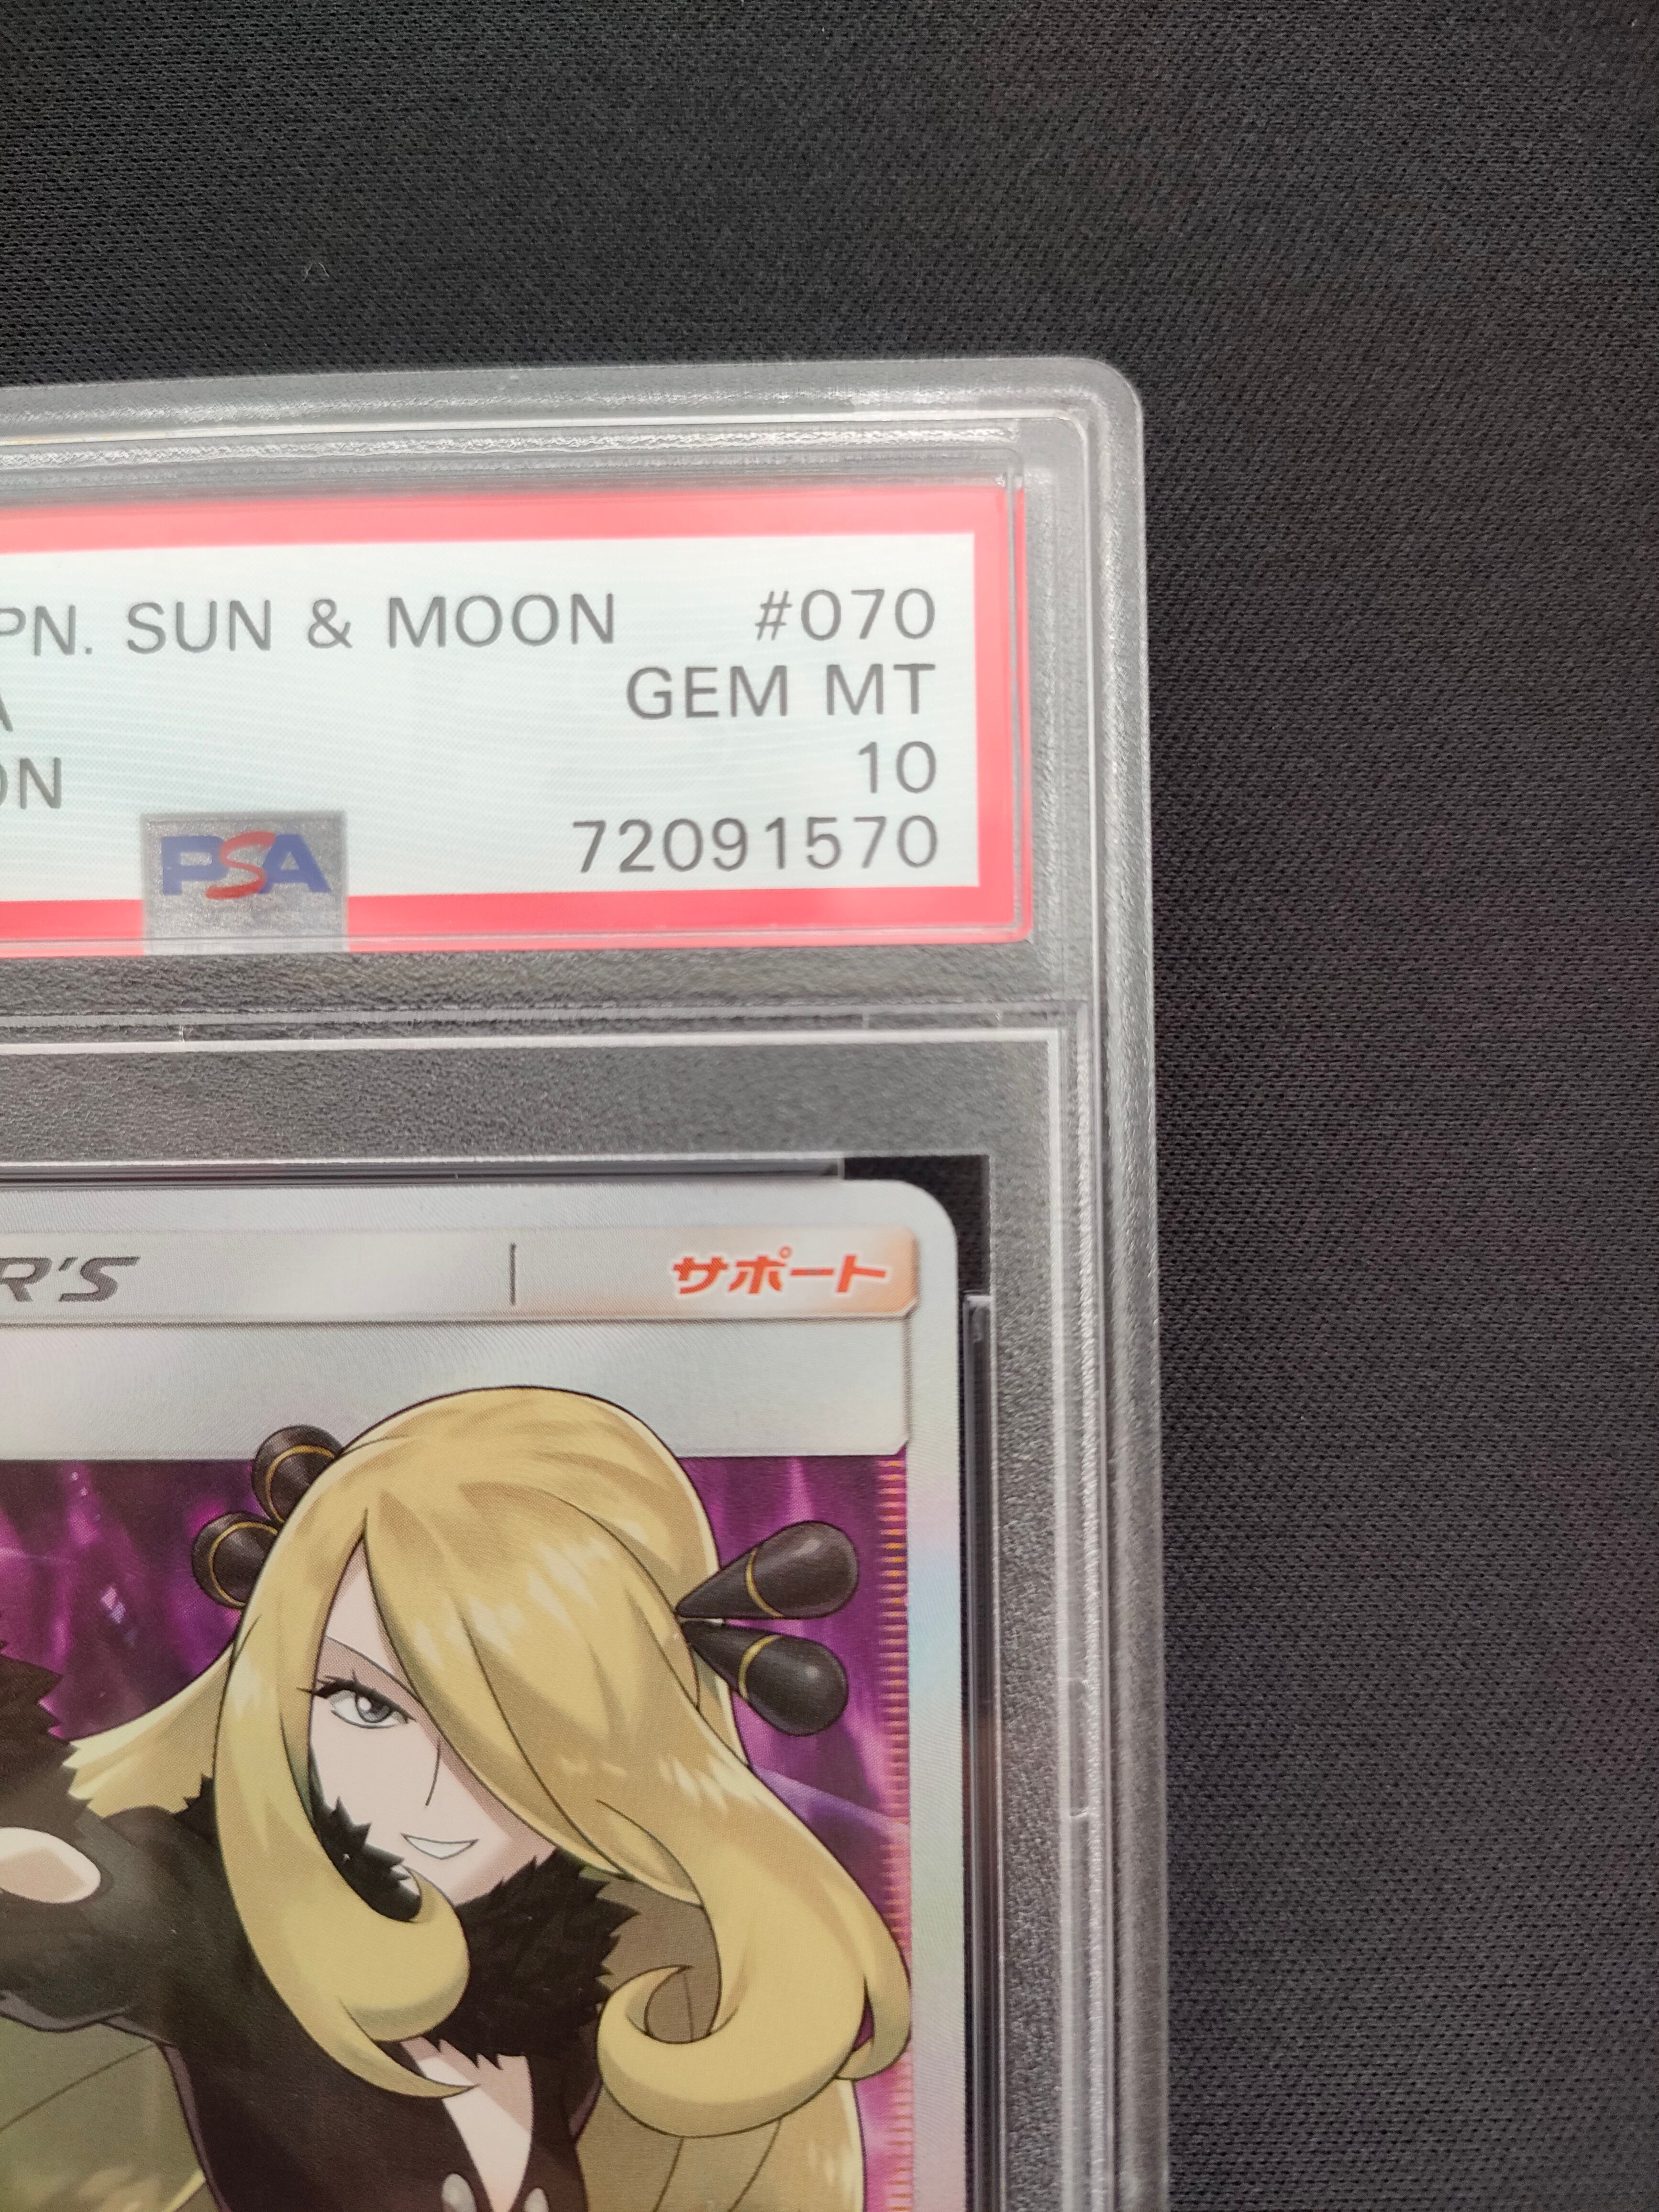 PN. SUN & MOON #070
A GEM MT
ON 10
PSA 72091570
R'S サポート